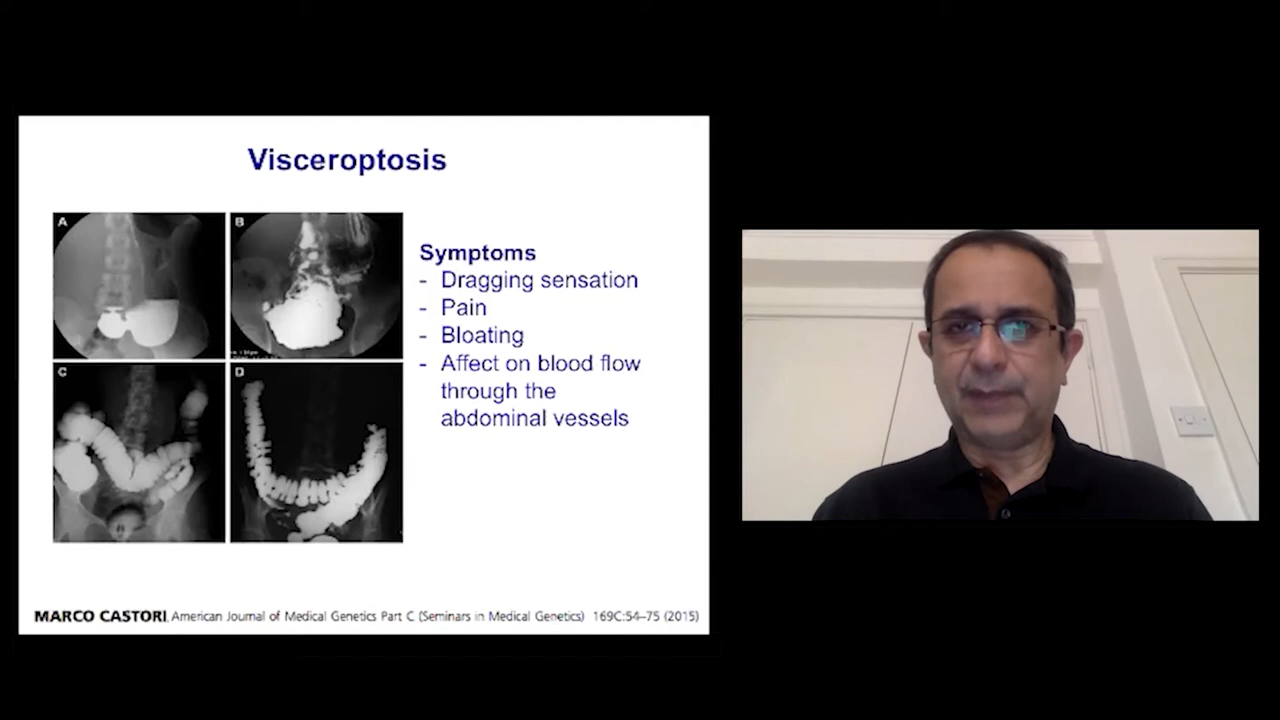 Visceroptosis
A
B
C
D
Symptoms
- Dragging sensation
- Pain
- Bloating
- Affect on blood flow
through the
abdominal vessels
MARCO CASTORI, American Journal of Medical Genetics Part C (Seminars in Medical Genetics) 169C:54–75 (2015)